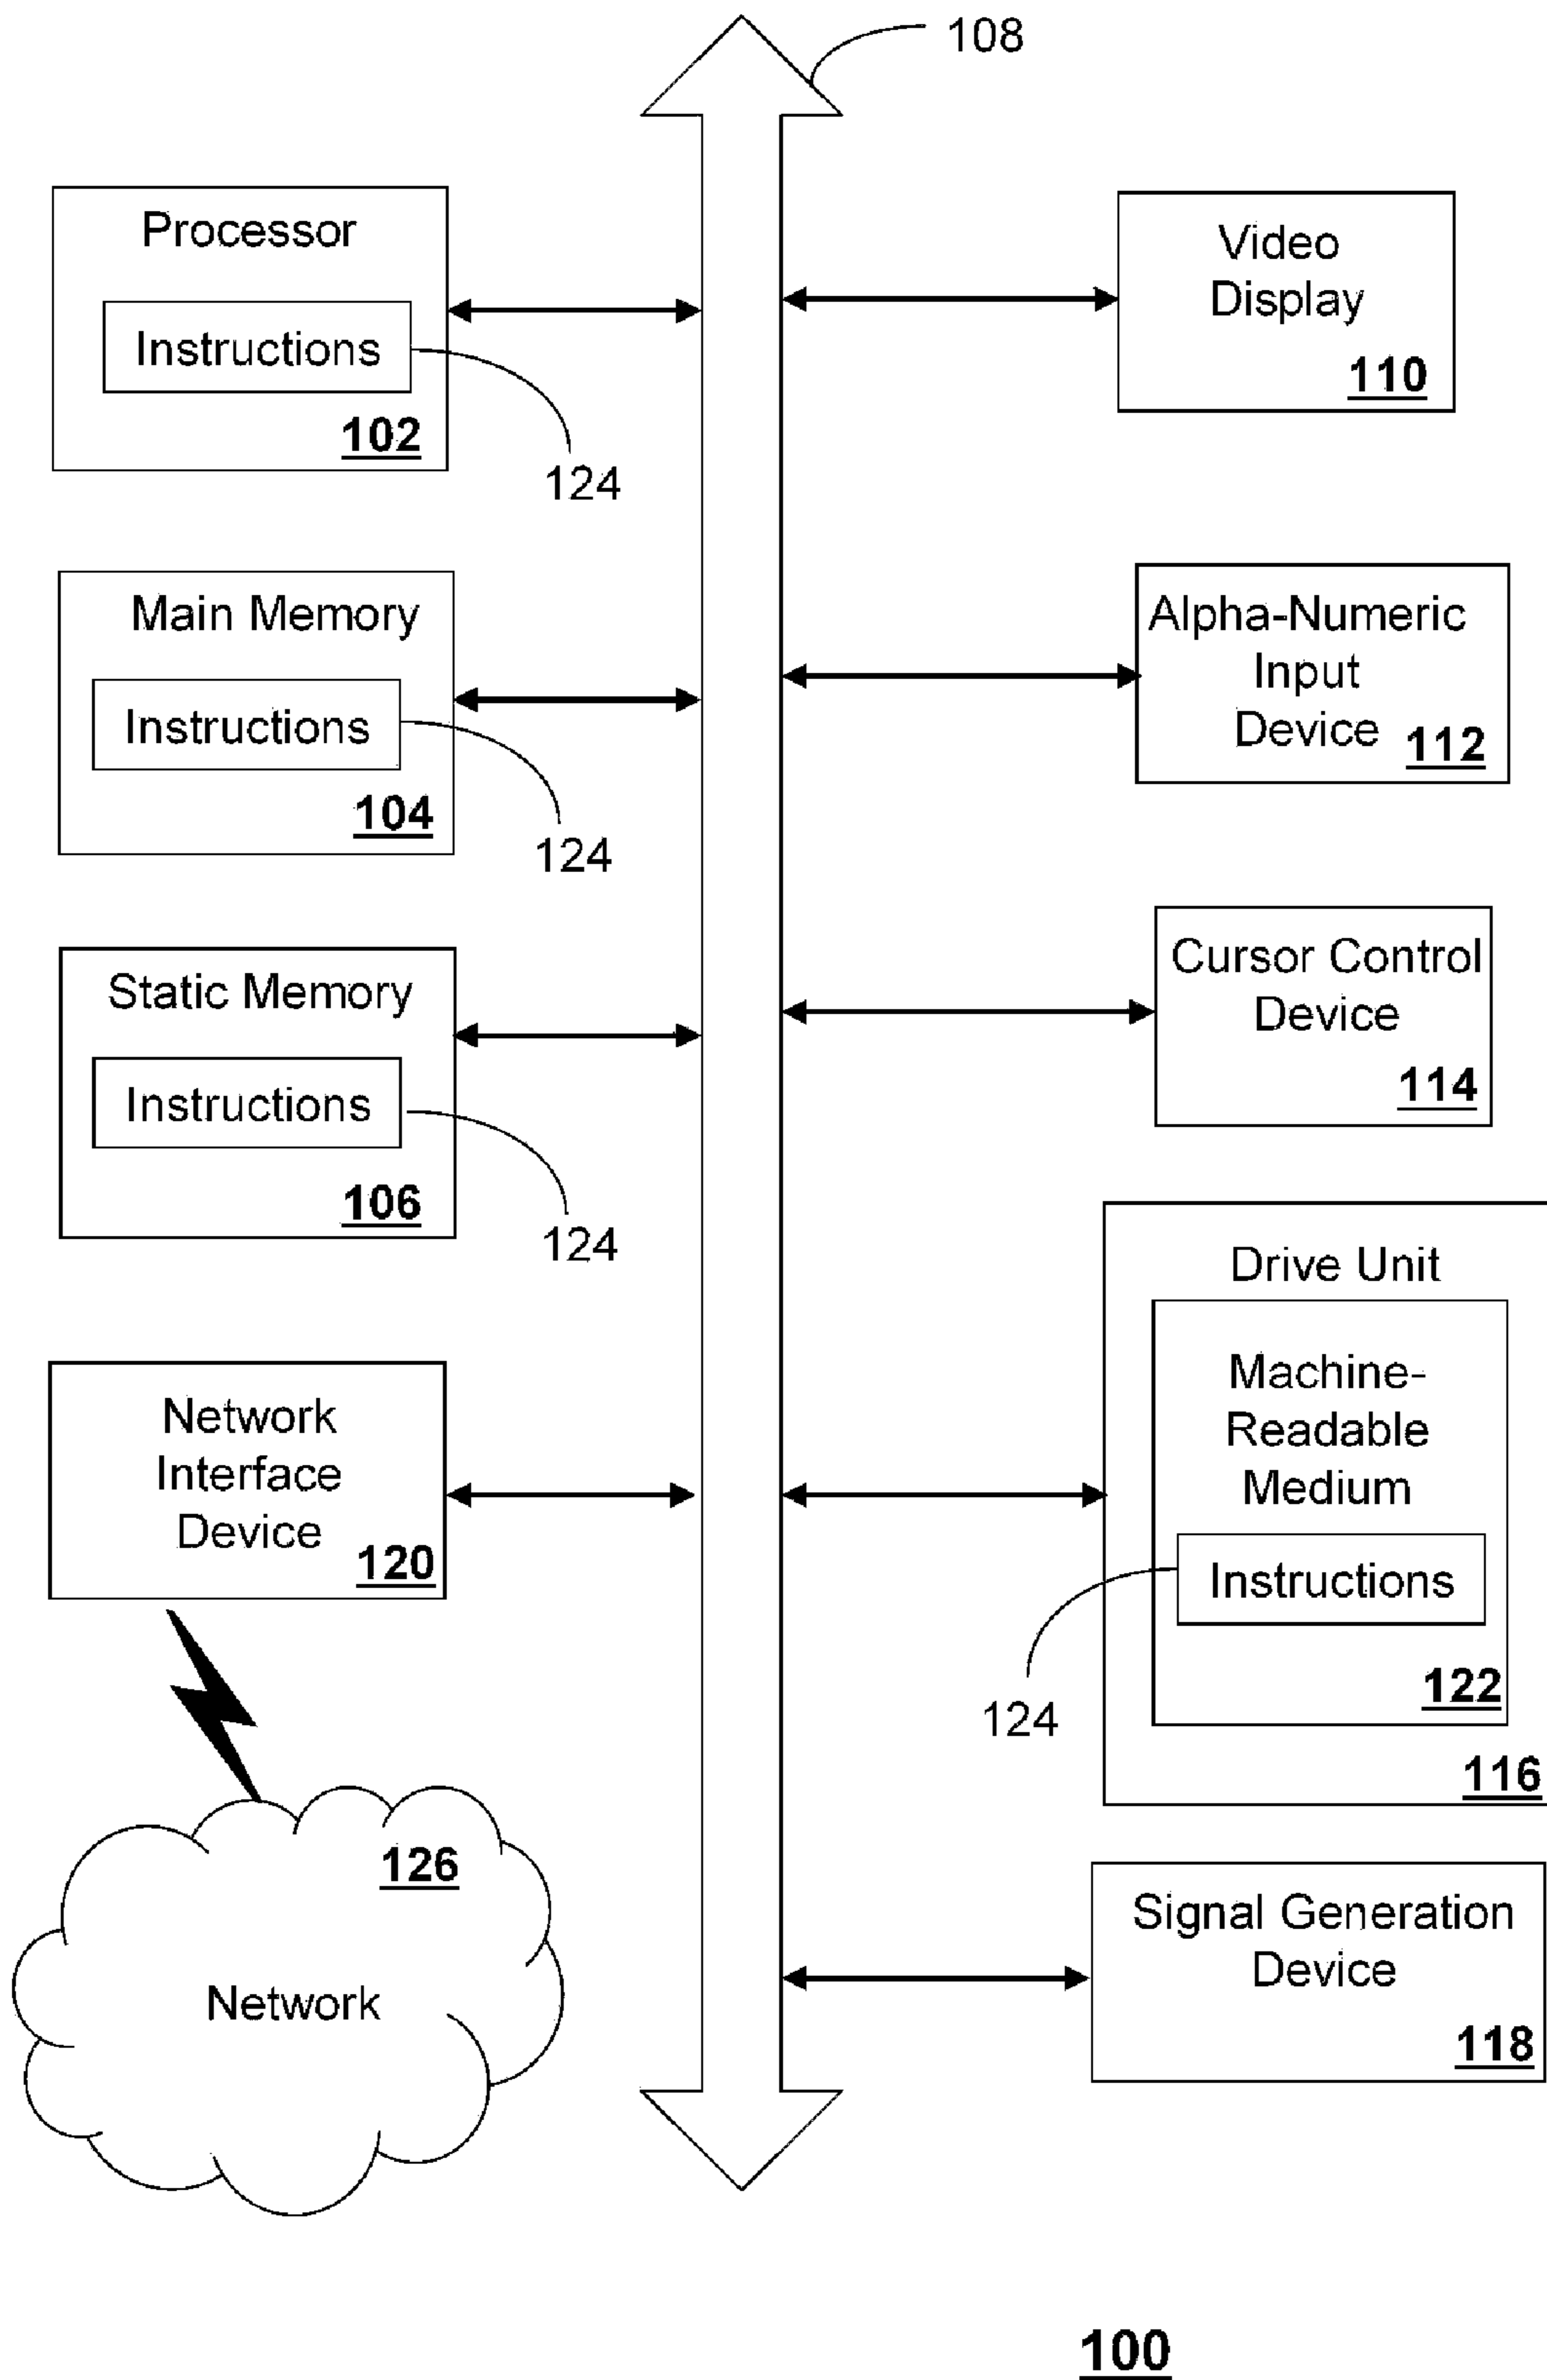 108
Processor
Instructions
102
124
Video
Display
110
Main Memory
Instructions
104
124
Alpha-Numeric
Input
Device
112
Static Memory
Instructions
106
124
Cursor Control
Device
114
Network
Interface
Device
120
Drive Unit
Machine-
Readable
Medium
Instructions
122
124
116
126
Network
Signal Generation
Device
118
100